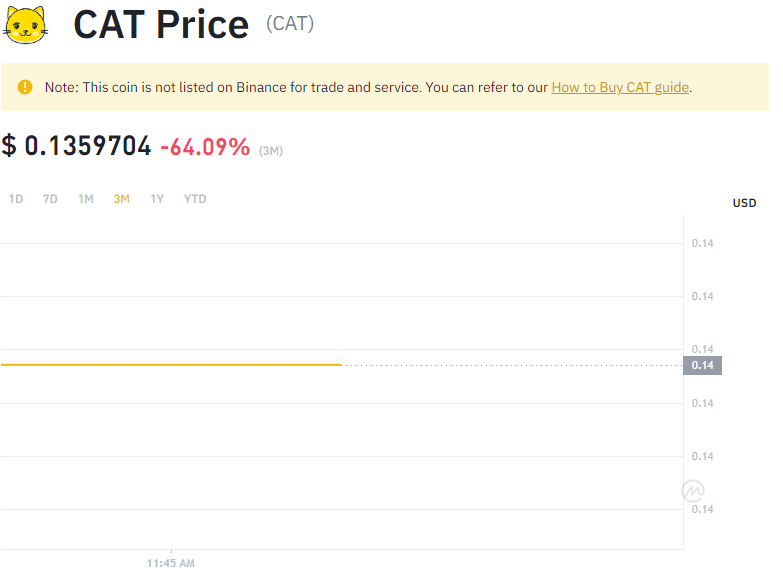 CAT Price (CAT)
Note: This coin is not listed on Binance for trade and service. You can refer to our How to Buy CAT guide.
$ 0.1359704 -64.09% (3M)
1D 7D 1M 3M 1Y YTD
USD
0.14
0.14
0.14
0.14
0.14
0.14
0.14
11:45 AM